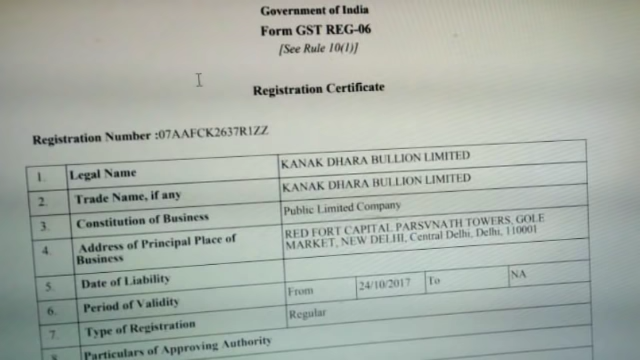 Government of India
Form GST REG-06
[See Rule 10(1)]
Registration Certificate
Registration Number :07AAFCK2637R1ZZ
1. Legal Name KANAK DHARA BULLION LIMITED
2. Trade Name, if any KANAK DHARA BULLION LIMITED
3. Constitution of Business Public Limited Company
4. Address of Principal Place of Business RED FORT CAPITAL PARSVNATH TOWERS, GOLE MARKET, NEW DELHI, Central Delhi, Delhi, 110001
5. Date of Liability
6. Period of Validity From 24/10/2017 To NA
7. Type of Registration Regular
8. Particulars of Approving Authority